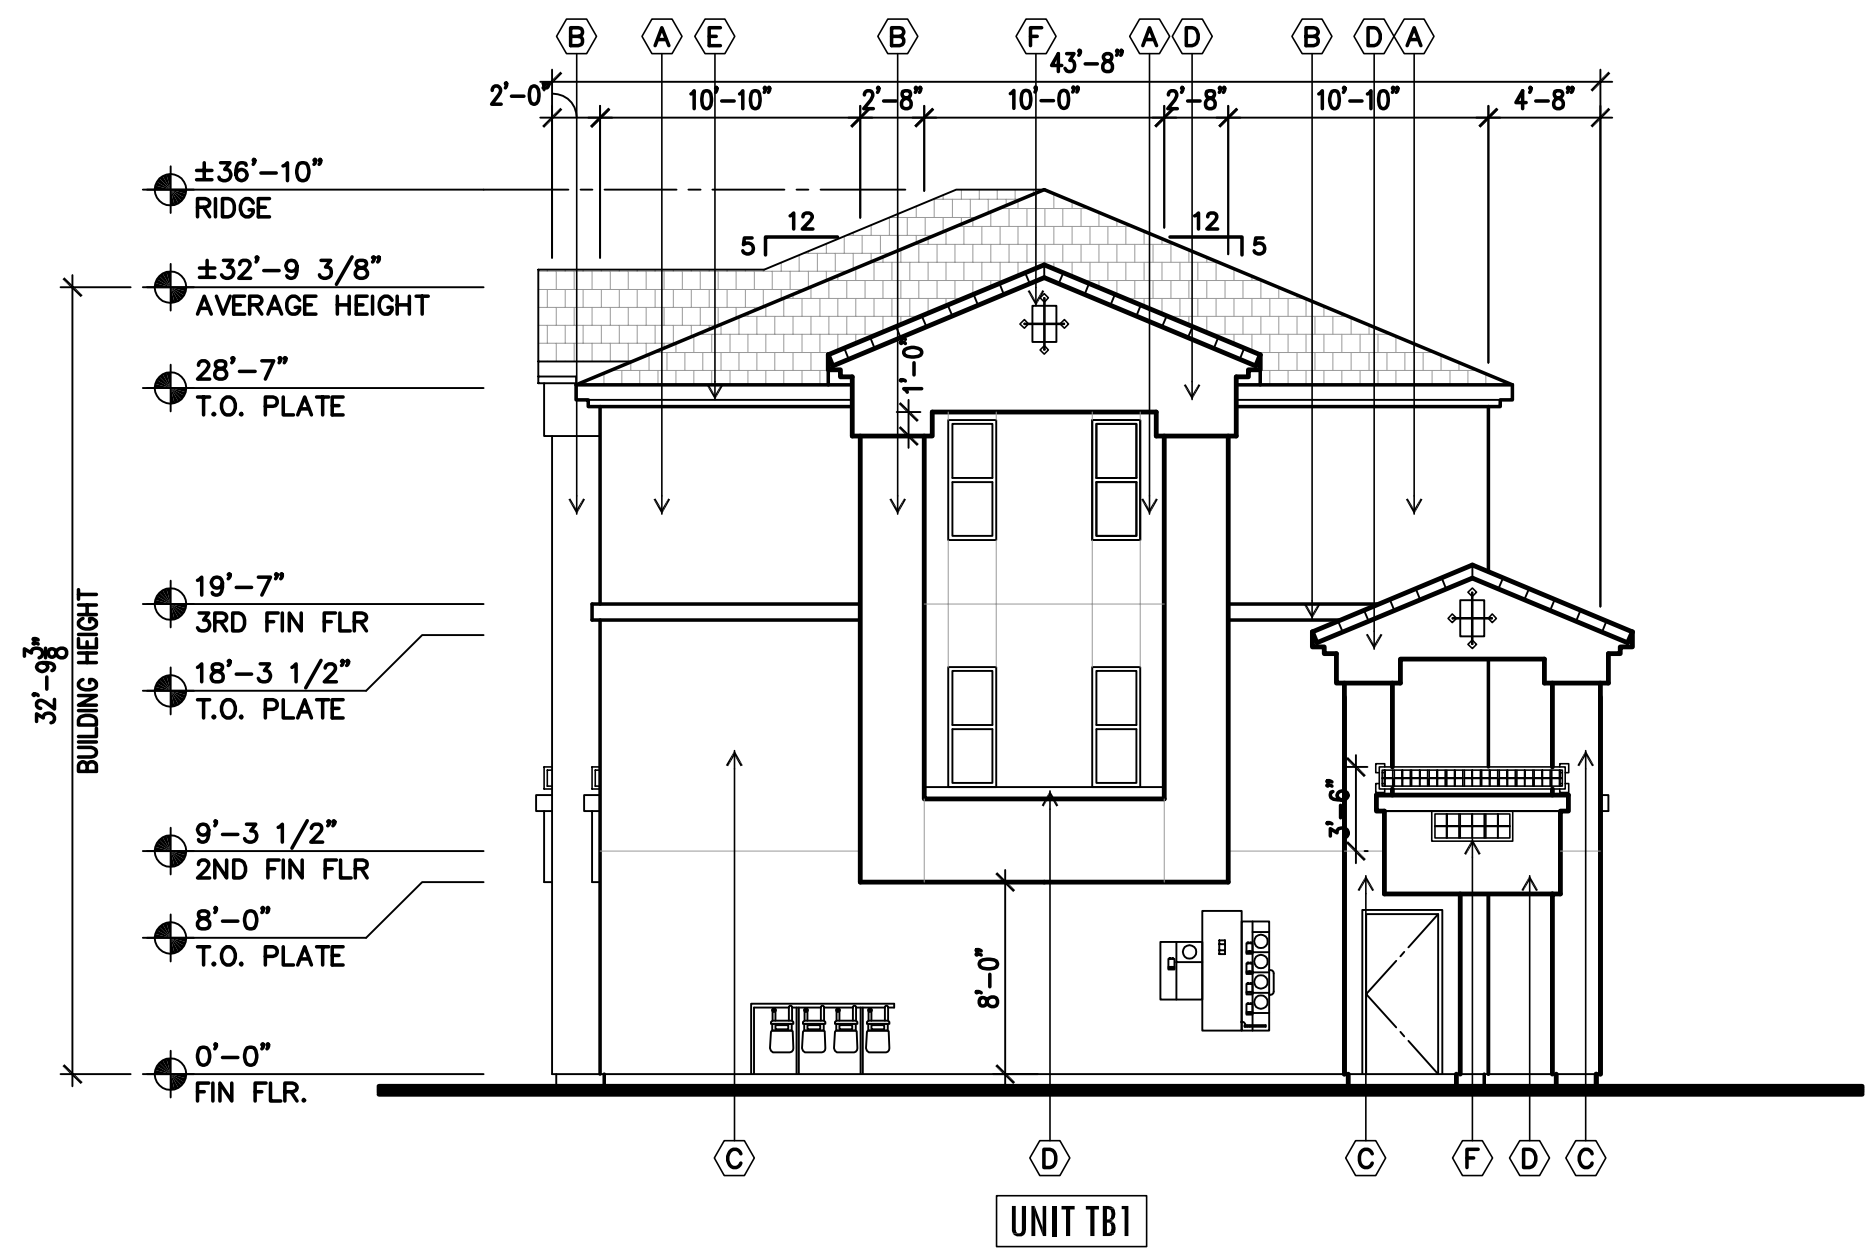 B A E B F A D B D A
43'-8"
2'-0" 10'-10" 2'-8" 10'-0" 2'-8" 10'-10" 4'-8"
±36'-10"
RIDGE
12 12
5 5
±32'-9 3/8"
AVERAGE HEIGHT
1'-0"
28'-7"
T.O. PLATE
19'-7"
3RD FIN FLR
18'-3 1/2"
T.O. PLATE
32'-9 3/8"
BUILDING HEIGHT
3'-6"
9'-3 1/2"
2ND FIN FLR
8'-0"
T.O. PLATE
8'-0"
0'-0"
FIN FLR.
C D C F D C
UNIT TB1